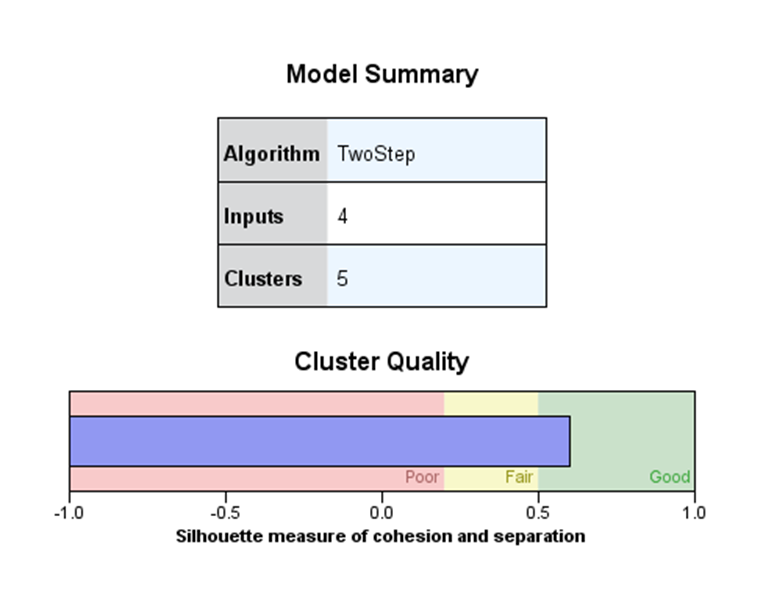 Model Summary
Algorithm TwoStep
Inputs 4
Clusters 5
Cluster Quality
Poor Fair Good
-1.0 -0.5 0.0 0.5 1.0
Silhouette measure of cohesion and separation